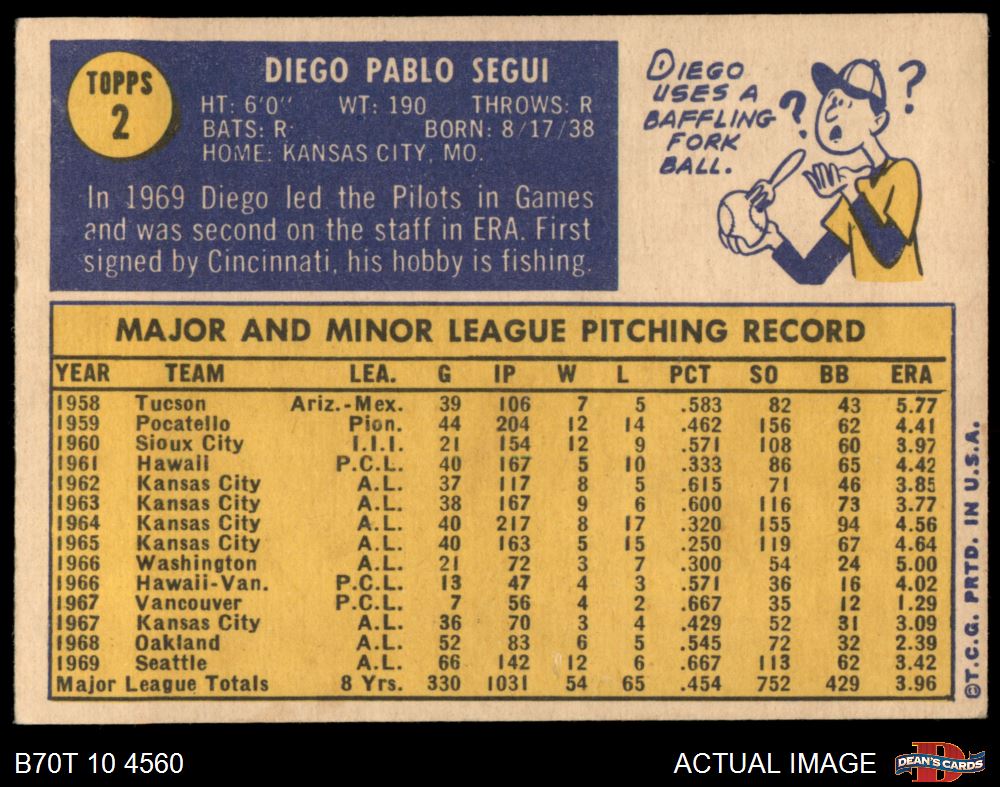 TOPPS
2
DIEGO PABLO SEGUI
HT: 6'0" WT: 190 THROWS: R
BATS: R BORN: 8/17/38
HOME: KANSAS CITY, MO.
In 1969 Diego led the Pilots in Games
and was second on the staff in ERA. First
signed by Cincinnati, his hobby is fishing.
DIEGO
USES A
BAFFLING
FORK
BALL.
? ?
MAJOR AND MINOR LEAGUE PITCHING RECORD
YEAR TEAM LEA. G IP W L PCT SO BB ERA
1958 Tucson Ariz.-Mex. 39 106 7 5 .583 82 43 5.77
1959 Pocatello Pion. 44 204 12 14 .462 156 62 4.41
1960 Sioux City I.I.I. 21 154 12 9 .571 108 60 3.97
1961 Hawaii P.C.L. 40 167 5 10 .333 86 65 4.42
1962 Kansas City A.L. 37 117 8 5 .615 71 46 3.85
1963 Kansas City A.L. 38 167 9 6 .600 116 73 3.77
1964 Kansas City A.L. 40 217 8 17 .320 155 94 4.56
1965 Kansas City A.L. 40 163 5 15 .250 119 67 4.64
1966 Washington A.L. 21 72 3 7 .300 54 24 5.00
1966 Hawaii-Van. P.C.L. 13 47 4 3 .571 36 16 4.02
1967 Vancouver P.C.L. 7 56 4 2 .667 35 12 1.29
1967 Kansas City A.L. 36 70 3 4 .429 52 31 3.09
1968 Oakland A.L. 52 83 6 5 .545 72 32 2.39
1969 Seattle A.L. 66 142 12 6 .667 113 62 3.42
Major League Totals 8 Yrs. 330 1031 54 65 .454 752 429 3.96
©T.C.G. PRTD. IN U.S.A.
B70T 10 4560
ACTUAL IMAGE
D
DEAN'S CARDS